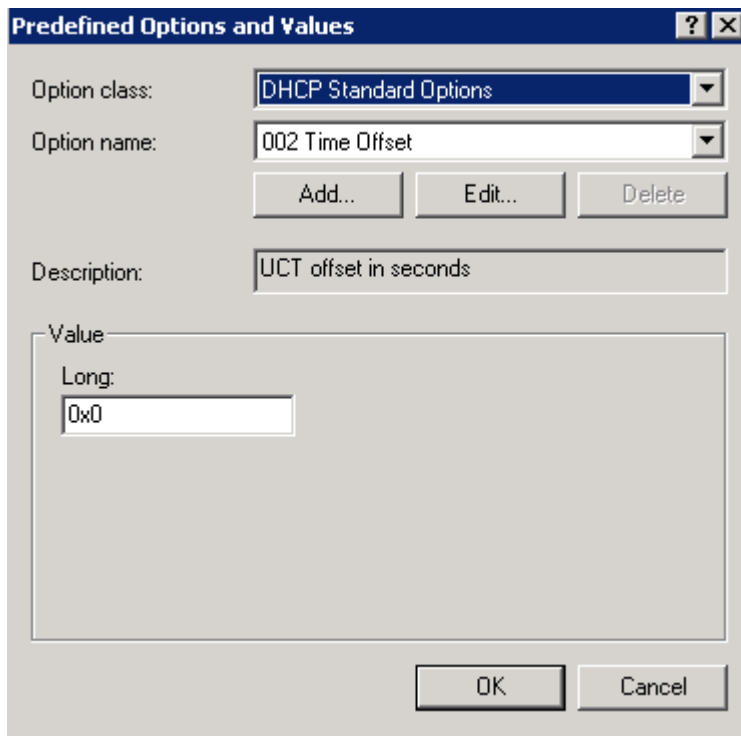 Predefined Options and Values
Option class: DHCP Standard Options
Option name: 002 Time Offset
Add... Edit... Delete
Description: UCT offset in seconds
Value
Long:
0x0
OK Cancel